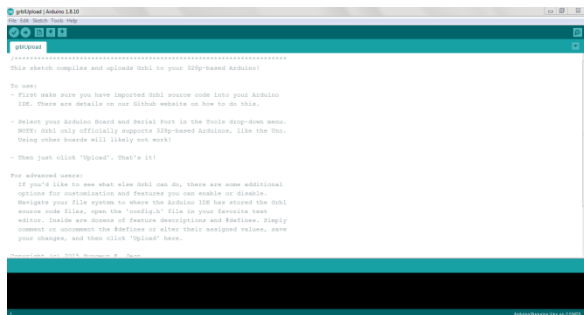 grblUpload | Arduino 1.8.10
File Edit Sketch Tools Help
grblUpload
/***********************************************************************
This sketch compiles and uploads Grbl to your 328p-based Arduino!
To use:
- First make sure you have imported Grbl source code into your Arduino
IDE. There are details on our Github website on how to do this.
- Select your Arduino Board and Serial Port in the Tools drop-down menu.
NOTE: Grbl only officially supports 328p-based Arduinos, like the Uno.
Using other boards will likely not work!
- Then just click 'Upload'. That's it!
For advanced users:
If you'd like to see what else Grbl can do, there are some additional
options for customization and features you can enable or disable.
Navigate your file system to where the Arduino IDE has stored the Grbl
source code files, open the 'config.h' file in your favorite text
editor. Inside are dozens of feature descriptions and #defines. Simply
comment or uncomment the #defines or alter their assigned values, save
your changes, and then click 'Upload' here.
Copyright (c) 2015 Sungeun K. Jeon